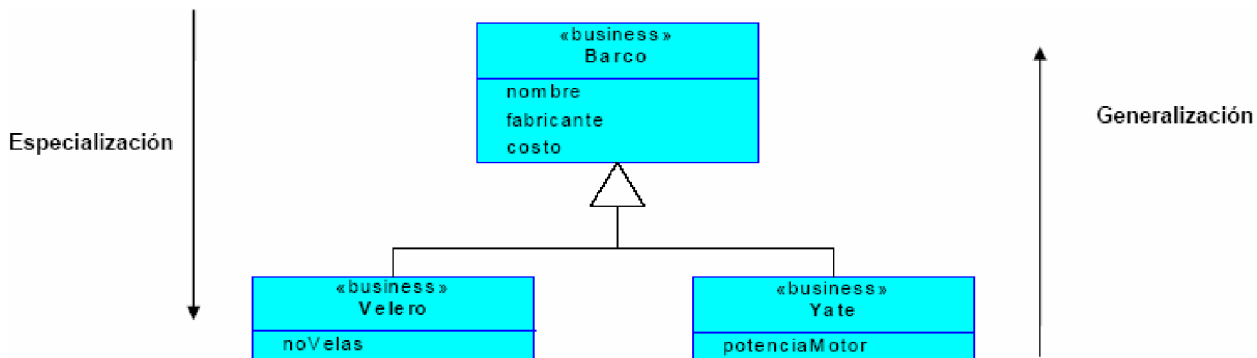 «business»
Barco
nombre
fabricante
costo
Especialización
Generalización
«business»
Velero
noVelas
«business»
Yate
potenciaMotor